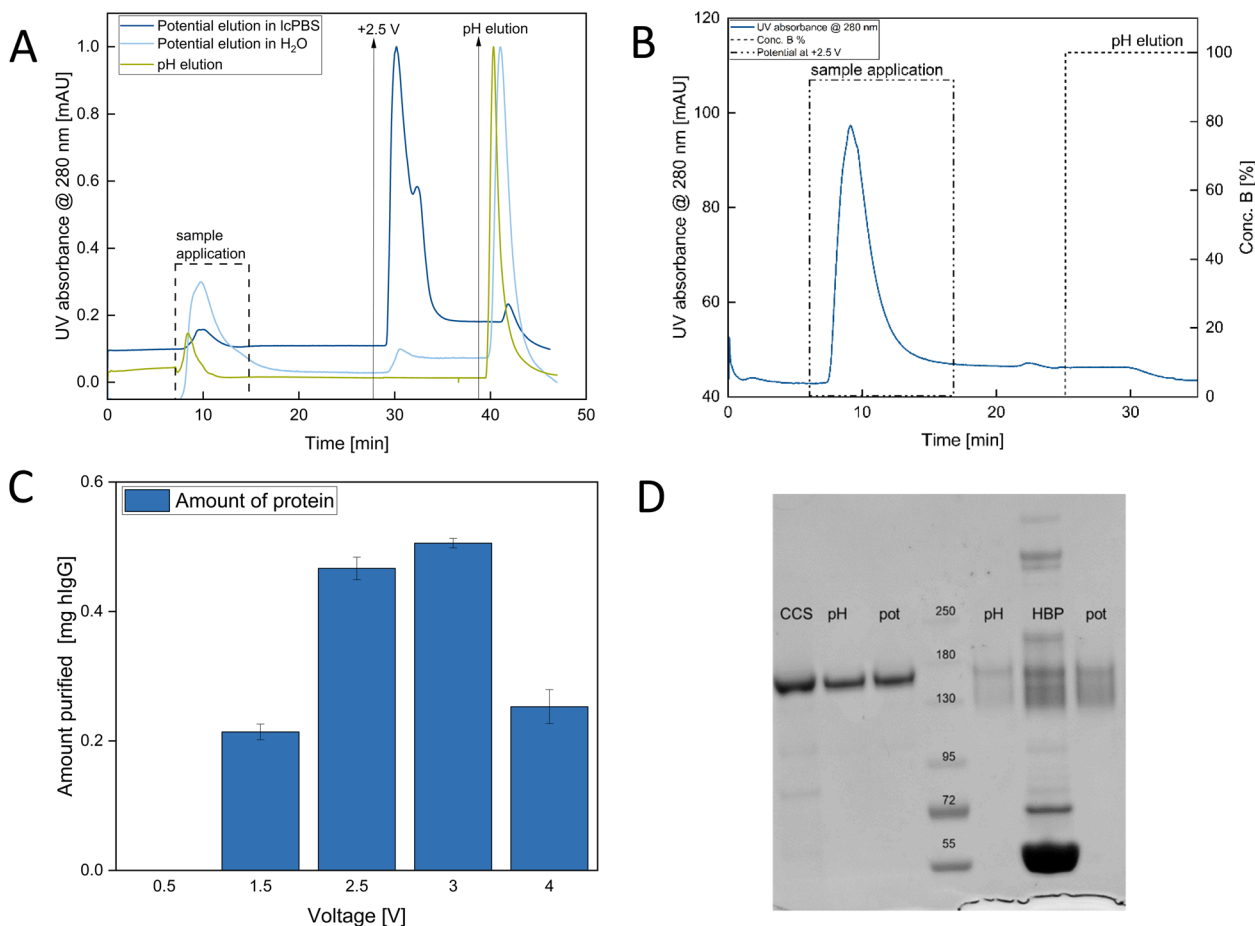 A
Potential elution in lcPBS
Potential elution in H₂O
pH elution
+2.5 V
pH elution
sample
application
1.0
0.8
0.6
0.4
0.2
0.0
UV absorbance @ 280 nm [mAU]
0
10
20
30
40
50
Time [min]
B
UV absorbance @ 280 nm
Conc. B %
Potential at +2.5 V
sample application
pH elution
120
100
80
60
40
UV absorbance @ 280 nm [mAU]
100
80
60
40
20
0
Conc. B [%]
0
10
20
30
Time [min]
C
Amount of protein
0.6
0.4
0.2
0.0
Amount purified [mg hIgG]
0.5
1.5
2.5
3
4
Voltage [V]
D
CCS pH pot 250 pH HBP pot
180
130
95
72
55